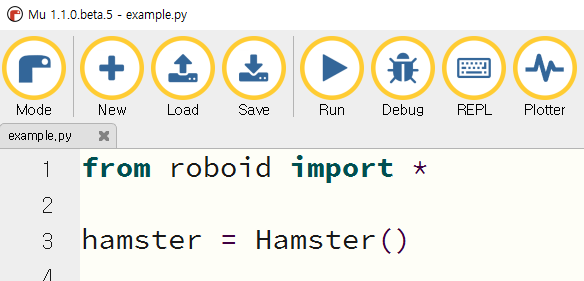 Mu 1.1.0.beta.5 - example.py
Mode New Load Save Run Debug REPL Plotter
example.py
1 from roboid import *
2
3 hamster = Hamster()
4